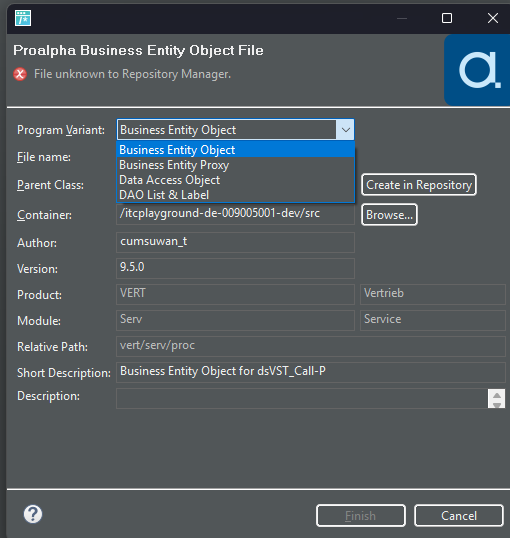 Proalpha Business Entity Object File
File unknown to Repository Manager.
Program Variant: Business Entity Object
Business Entity Object
File name:
Business Entity Proxy
Data Access Object
Parent Class: Create in Repository
DAO List & Label
Container: /itcplayground-de-009005001-dev/src Browse...
Author: cumsuwan_t
Version: 9.5.0
Product: VERT Vertrieb
Module: Serv Service
Relative Path: vert/serv/proc
Short Description: Business Entity Object for dsVST_Call-P
Description:
? Finish Cancel